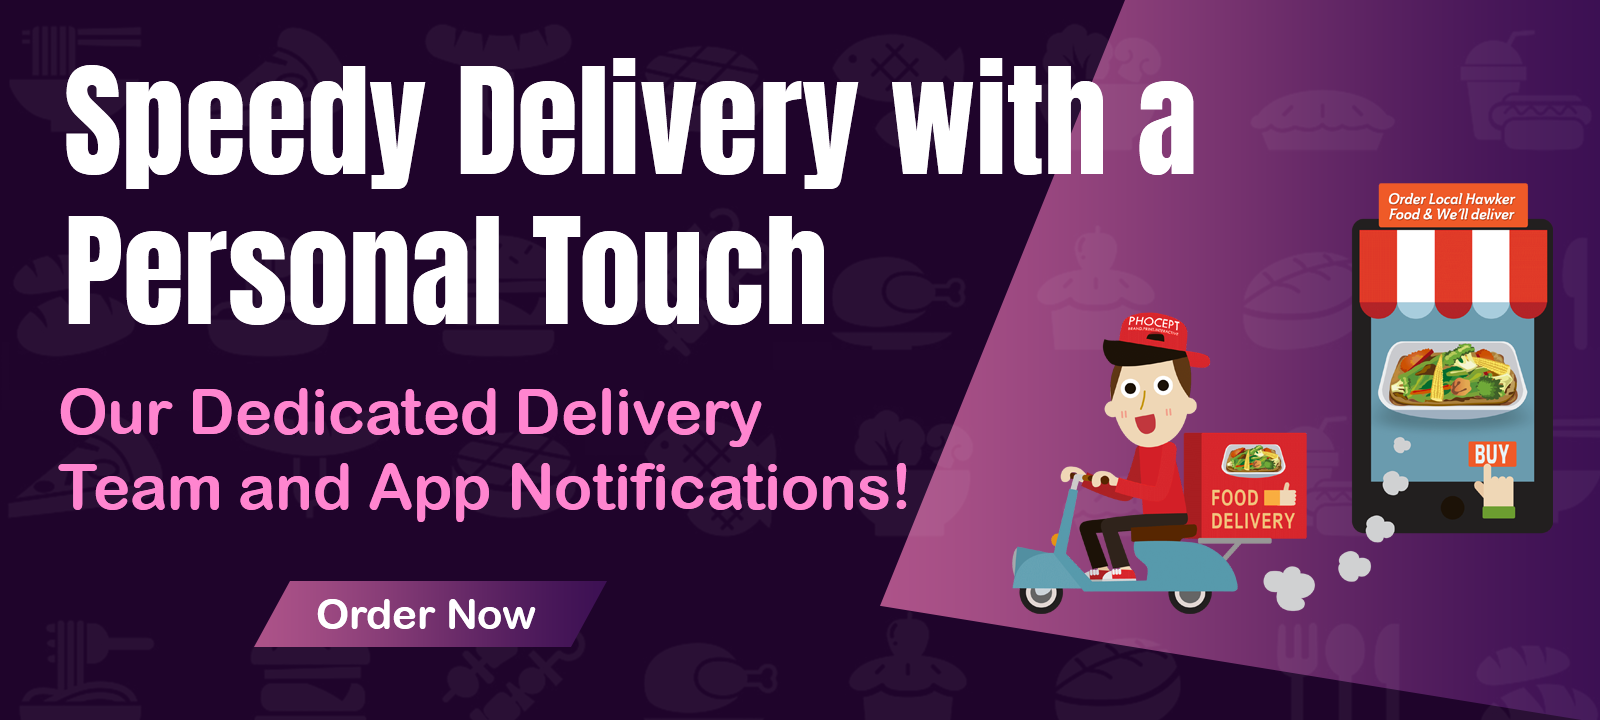 Speedy Delivery with a
Personal Touch
Our Dedicated Delivery
Team and App Notifications!
Order Now
Order Local Hawker
Food & We'll deliver
PHOCEPT
BUY
FOOD
DELIVERY